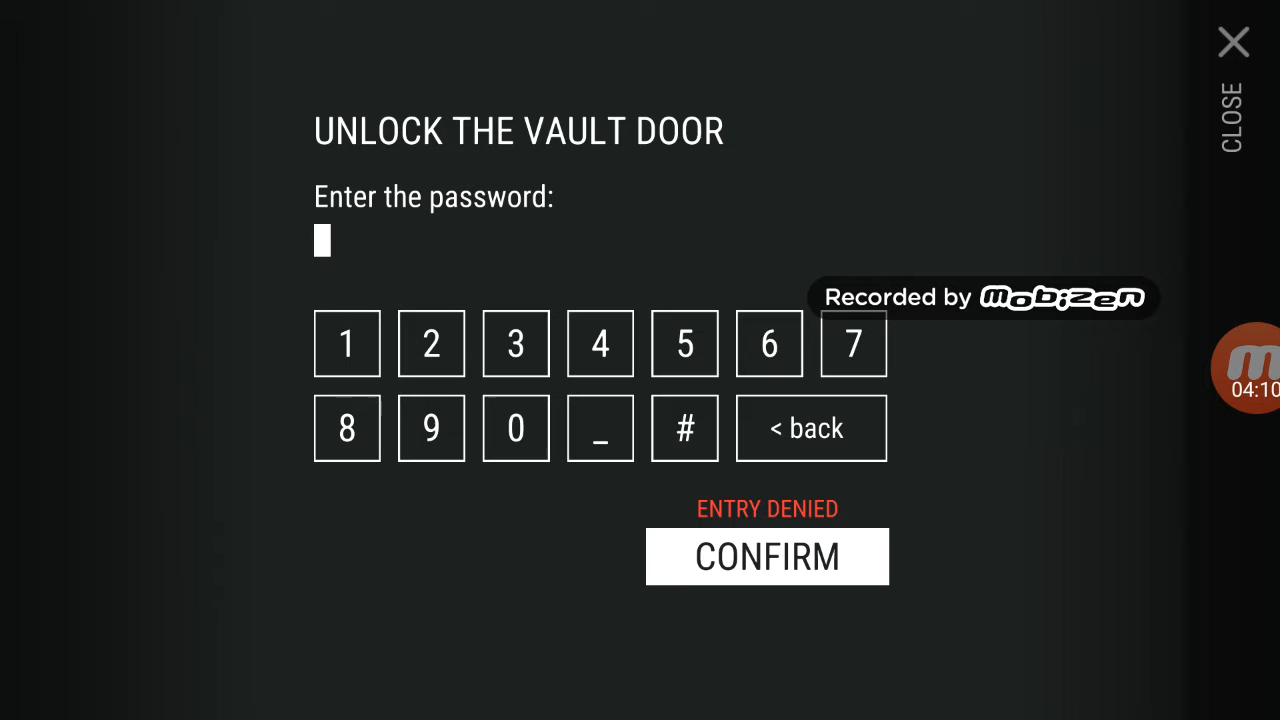 UNLOCK THE VAULT DOOR
CLOSE
Enter the password:
Recorded by mobizen
1 2 3 4 5 6 7
8 9 0 _ # < back
04:10
ENTRY DENIED
CONFIRM